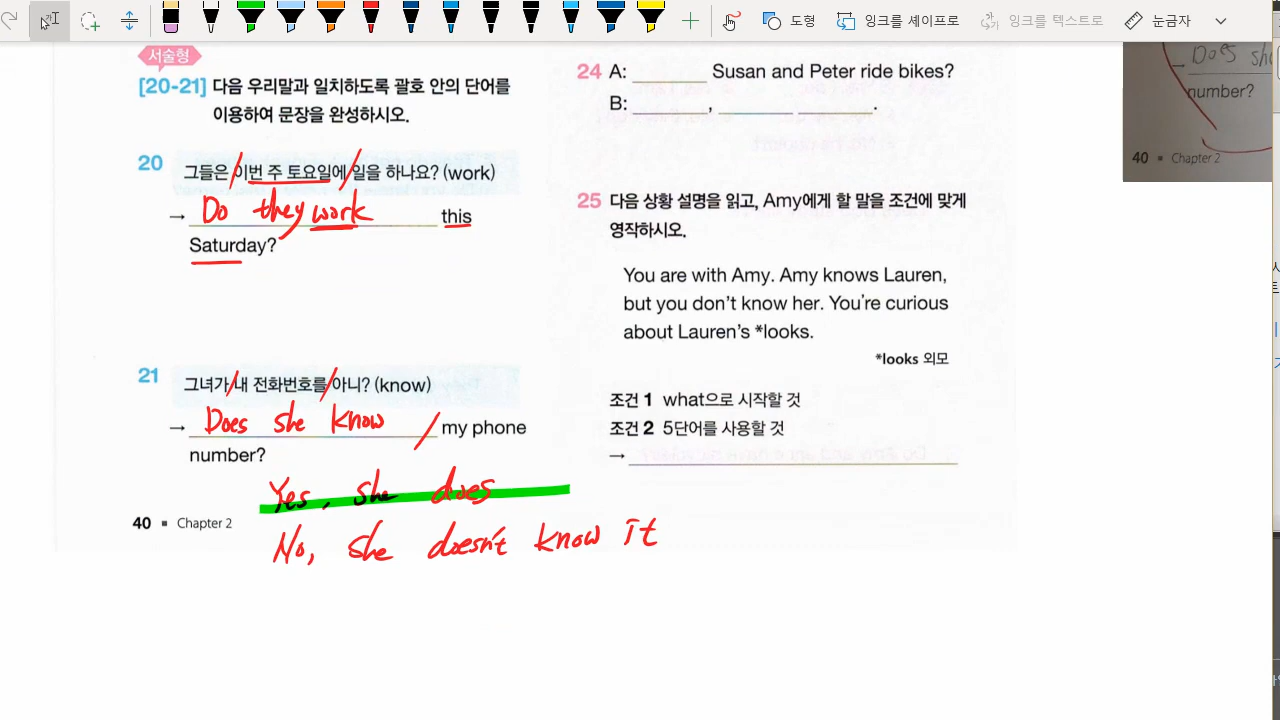 도형
잉크를 셰이프로
잉크를 텍스트로
눈금자
서술형
[20-21] 다음 우리말과 일치하도록 괄호 안의 단어를
이용하여 문장을 완성하시오.
20 그들은 이번 주 토요일에 일을 하나요? (work)
→ Do they work this
Saturday?
21 그녀가 내 전화번호를 아니? (know)
→ Does she know my phone
number?
Yes, she does
No, she doesn't know it
40 ■ Chapter 2
24 A: ______ Susan and Peter ride bikes?
B: ______, ______ ______.
25 다음 상황 설명을 읽고, Amy에게 할 말을 조건에 맞게
영작하시오.
You are with Amy. Amy knows Lauren,
but you don't know her. You're curious
about Lauren's *looks.
*looks 외모
조건 1 what으로 시작할 것
조건 2 5단어를 사용할 것
→
→ Does she
number?
40 ■ Chapter 2